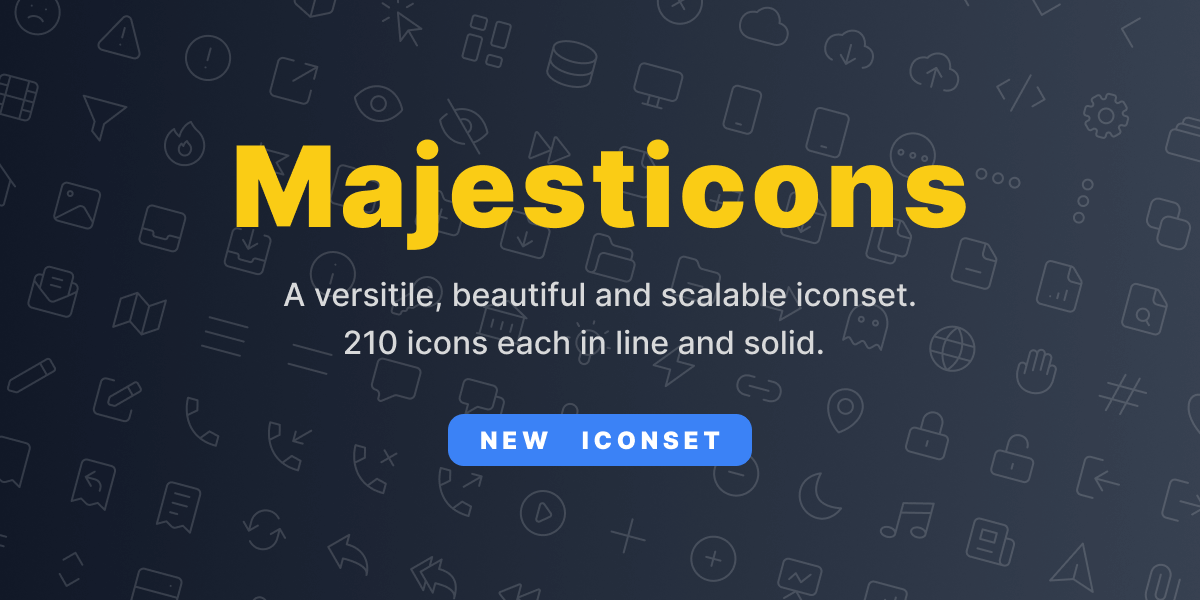 Majesticons
A versitile, beautiful and scalable iconset.
210 icons each in line and solid.
NEW ICONSET